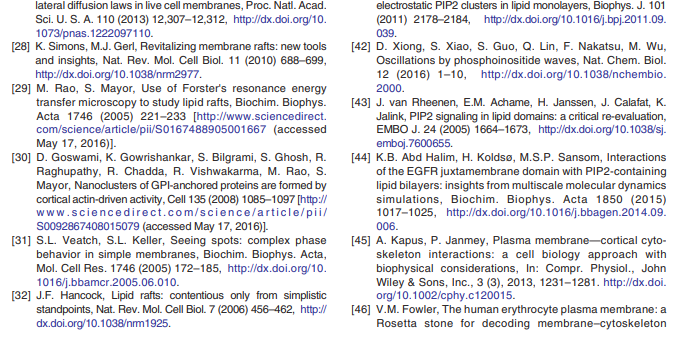 lateral diffusion laws in live cell membranes, Proc. Natl. Acad.
Sci. U. S. A. 110 (2013) 12,307–12,312, http://dx.doi.org/10.
1073/pnas.1222097110.
[28] K. Simons, M.J. Gerl, Revitalizing membrane rafts: new tools
and insights, Nat. Rev. Mol. Cell Biol. 11 (2010) 688–699,
http://dx.doi.org/10.1038/nrm2977.
[29] M. Rao, S. Mayor, Use of Forster's resonance energy
transfer microscopy to study lipid rafts, Biochim. Biophys.
Acta 1746 (2005) 221–233 [http://www.sciencedirect.
com/science/article/pii/S0167488905001667 (accessed
May 17, 2016)].
[30] D. Goswami, K. Gowrishankar, S. Bilgrami, S. Ghosh, R.
Raghupathy, R. Chadda, R. Vishwakarma, M. Rao, S.
Mayor, Nanoclusters of GPI-anchored proteins are formed by
cortical actin-driven activity, Cell 135 (2008) 1085–1097 [http://
www.sciencedirect.com/science/article/pii/
S0092867408015079 (accessed May 17, 2016)].
[31] S.L. Veatch, S.L. Keller, Seeing spots: complex phase
behavior in simple membranes, Biochim. Biophys. Acta,
Mol. Cell Res. 1746 (2005) 172–185, http://dx.doi.org/10.
1016/j.bbamcr.2005.06.010.
[32] J.F. Hancock, Lipid rafts: contentious only from simplistic
standpoints, Nat. Rev. Mol. Cell Biol. 7 (2006) 456–462, http://
dx.doi.org/10.1038/nrm1925.
electrostatic PIP2 clusters in lipid monolayers, Biophys. J. 101
(2011) 2178–2184, http://dx.doi.org/10.1016/j.bpj.2011.09.
039.
[42] D. Xiong, S. Xiao, S. Guo, Q. Lin, F. Nakatsu, M. Wu,
Oscillations by phosphoinositide waves, Nat. Chem. Biol.
12 (2016) 1–10, http://dx.doi.org/10.1038/nchembio.
2000.
[43] J. van Rheenen, E.M. Achame, H. Janssen, J. Calafat, K.
Jalink, PIP2 signaling in lipid domains: a critical re-evaluation,
EMBO J. 24 (2005) 1664–1673, http://dx.doi.org/10.1038/sj.
emboj.7600655.
[44] K.B. Abd Halim, H. Koldsø, M.S.P. Sansom, Interactions
of the EGFR juxtamembrane domain with PIP2-containing
lipid bilayers: insights from multiscale molecular dynamics
simulations, Biochim. Biophys. Acta 1850 (2015)
1017–1025, http://dx.doi.org/10.1016/j.bbagen.2014.09.
006.
[45] A. Kapus, P. Janmey, Plasma membrane—cortical cyto-
skeleton interactions: a cell biology approach with
biophysical considerations, In: Compr. Physiol., John
Wiley & Sons, Inc., 3 (3), 2013, 1231–1281. http://dx.doi.
org/10.1002/cphy.c120015.
[46] V.M. Fowler, The human erythrocyte plasma membrane: a
Rosetta stone for decoding membrane–cytoskeleton